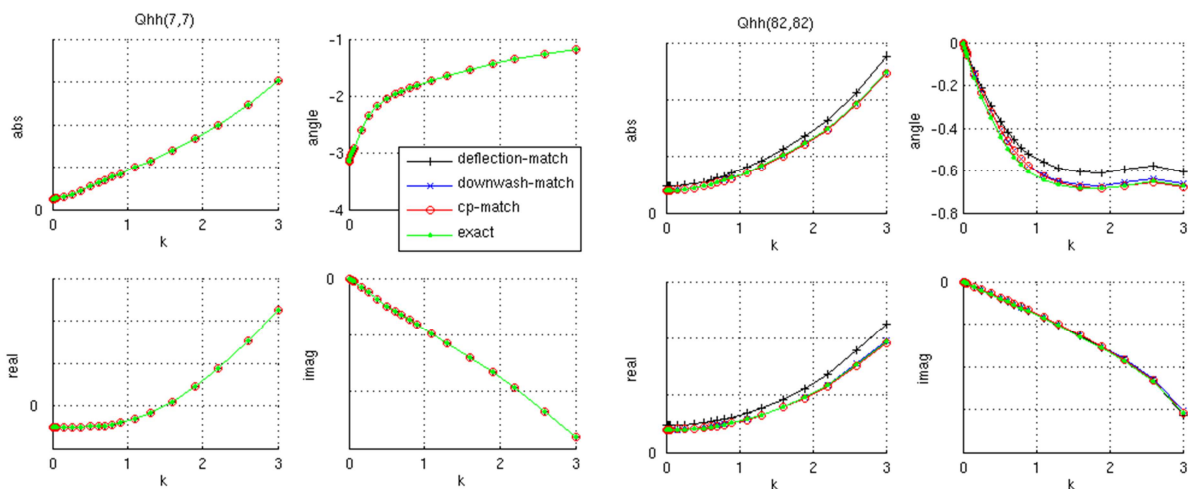 Qhh(7,7)
Qhh(82,82)
abs
0
0 1 2 3
k
angle
-1
-2
-3
-4
0 1 2 3
k
deflection-match
downwash-match
cp-match
exact
abs
0
0 1 2 3
k
angle
0
-0.2
-0.4
-0.6
-0.8
0 1 2 3
k
real
0
0 1 2 3
k
imag
0
0 1 2 3
k
real
0
0 1 2 3
k
imag
0
0 1 2 3
k